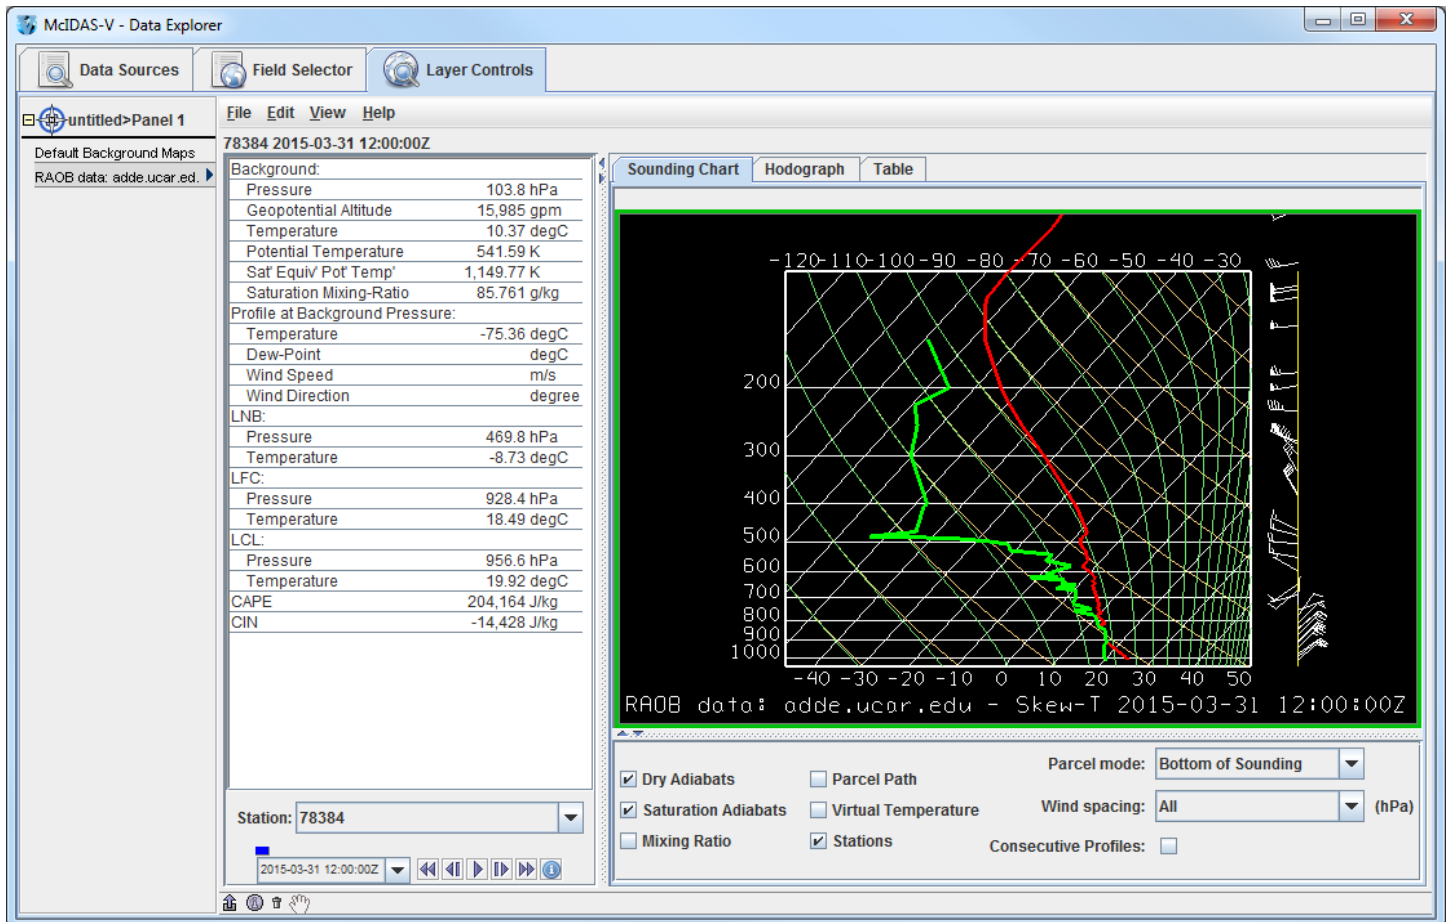 McIDAS-V - Data Explorer
Data Sources
Field Selector
Layer Controls
untitled>Panel 1
Default Background Maps
RAOB data: adde.ucar.ed.
File Edit View Help
78384 2015-03-31 12:00:00Z
Background:
Pressure 103.8 hPa
Geopotential Altitude 15,985 gpm
Temperature 10.37 degC
Potential Temperature 541.59 K
Sat' Equiv' Pot' Temp' 1,149.77 K
Saturation Mixing-Ratio 85.761 g/kg
Profile at Background Pressure:
Temperature -75.36 degC
Dew-Point degC
Wind Speed m/s
Wind Direction degree
LNB:
Pressure 469.8 hPa
Temperature -8.73 degC
LFC:
Pressure 928.4 hPa
Temperature 18.49 degC
LCL:
Pressure 956.6 hPa
Temperature 19.92 degC
CAPE 204,164 J/kg
CIN -14,428 J/kg
Station: 78384
2015-03-31 12:00:00Z
Sounding Chart Hodograph Table
-120 -110 -100 -90 -80 -70 -60 -50 -40 -30
200
300
400
500
600
700
800
900
1000
-40 -30 -20 -10 0 10 20 30 40 50
RAOB data: adde.ucar.edu - Skew-T 2015-03-31 12:00:00Z
Dry Adiabats
Saturation Adiabats
Mixing Ratio
Parcel Path
Virtual Temperature
Stations
Parcel mode: Bottom of Sounding
Wind spacing: All (hPa)
Consecutive Profiles: